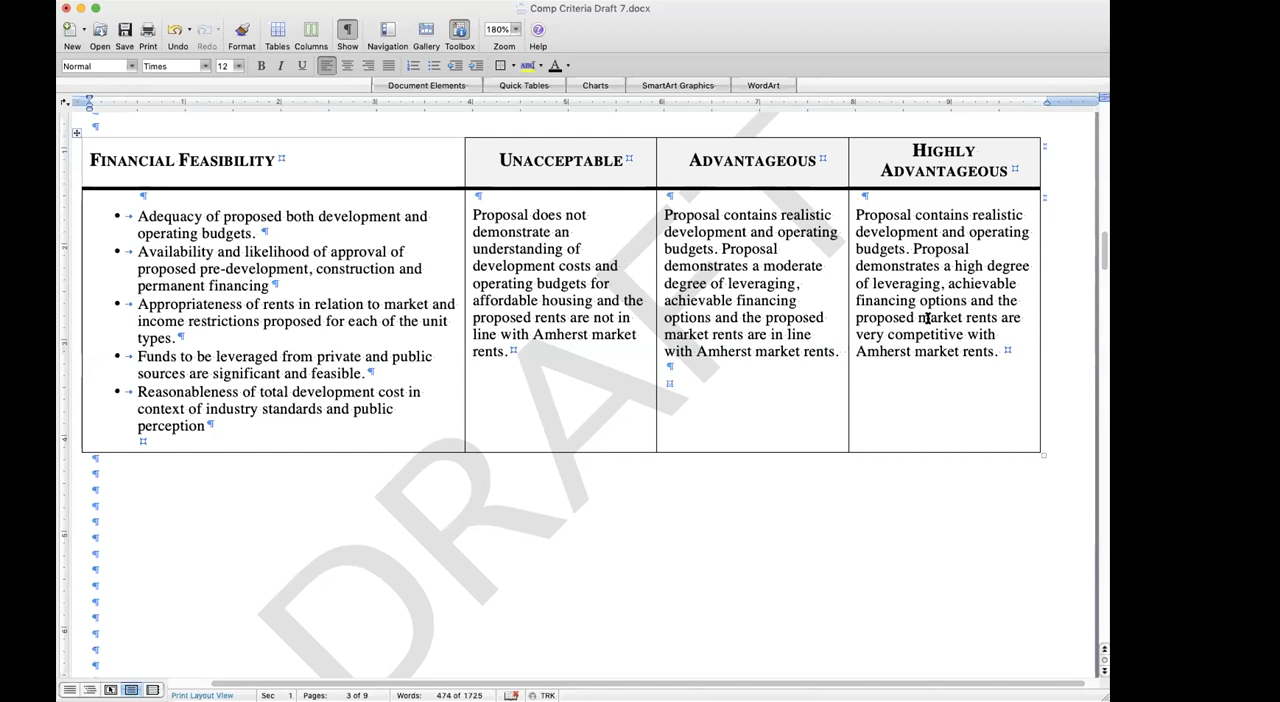 Comp Criteria Draft 7.docx
New Open Save Print Undo Redo Format Tables Columns Show Navigation Gallery Toolbox Zoom Help
180%
Normal Times 12 B I U ABC A
Document Elements Quick Tables Charts SmartArt Graphics WordArt
1 2 3 4 5 6 7 8 9
FINANCIAL FEASIBILITY
UNACCEPTABLE
ADVANTAGEOUS
HIGHLY
ADVANTAGEOUS
• Adequacy of proposed both development and
operating budgets.
• Availability and likelihood of approval of
proposed pre-development, construction and
permanent financing
• Appropriateness of rents in relation to market and
income restrictions proposed for each of the unit
types.
• Funds to be leveraged from private and public
sources are significant and feasible.
• Reasonableness of total development cost in
context of industry standards and public
perception
Proposal does not
demonstrate an
understanding of
development costs and
operating budgets for
affordable housing and the
proposed rents are not in
line with Amherst market
rents.
Proposal contains realistic
development and operating
budgets. Proposal
demonstrates a moderate
degree of leveraging,
achievable financing
options and the proposed
market rents are in line
with Amherst market rents.
Proposal contains realistic
development and operating
budgets. Proposal
demonstrates a high degree
of leveraging, achievable
financing options and the
proposed market rents are
very competitive with
Amherst market rents.
DRAFT
Print Layout View Sec 1 Pages: 3 of 9 Words: 474 of 1725 TRK